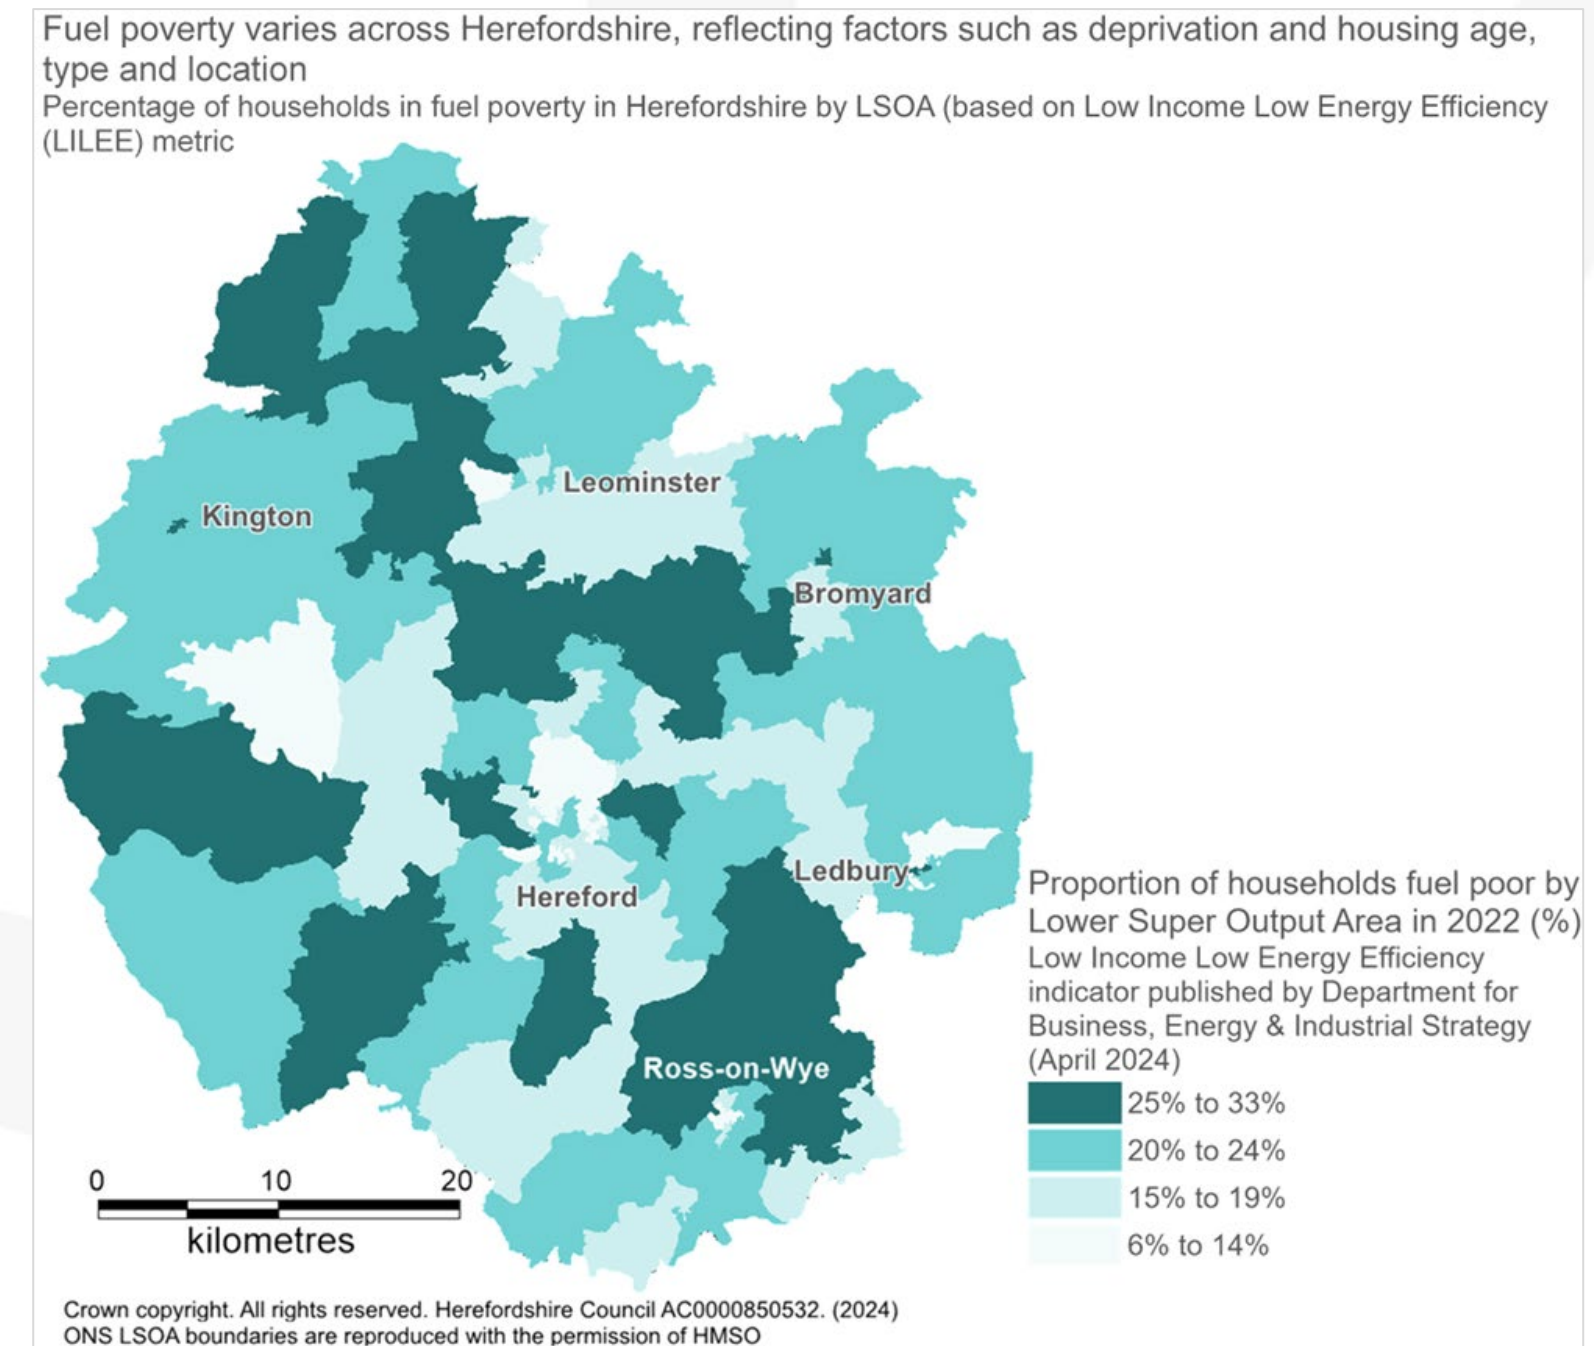 Fuel poverty varies across Herefordshire, reflecting factors such as deprivation and housing age,
type and location
Percentage of households in fuel poverty in Herefordshire by LSOA (based on Low Income Low Energy Efficiency
(LILEE) metric
Leominster
Kington
Bromyard
Ledbury
Hereford
Ross-on-Wye
Proportion of households fuel poor by
Lower Super Output Area in 2022 (%)
Low Income Low Energy Efficiency
indicator published by Department for
Business, Energy & Industrial Strategy
(April 2024)
25% to 33%
20% to 24%
15% to 19%
6% to 14%
0 10 20
kilometres
Crown copyright. All rights reserved. Herefordshire Council AC0000850532. (2024)
ONS LSOA boundaries are reproduced with the permission of HMSO